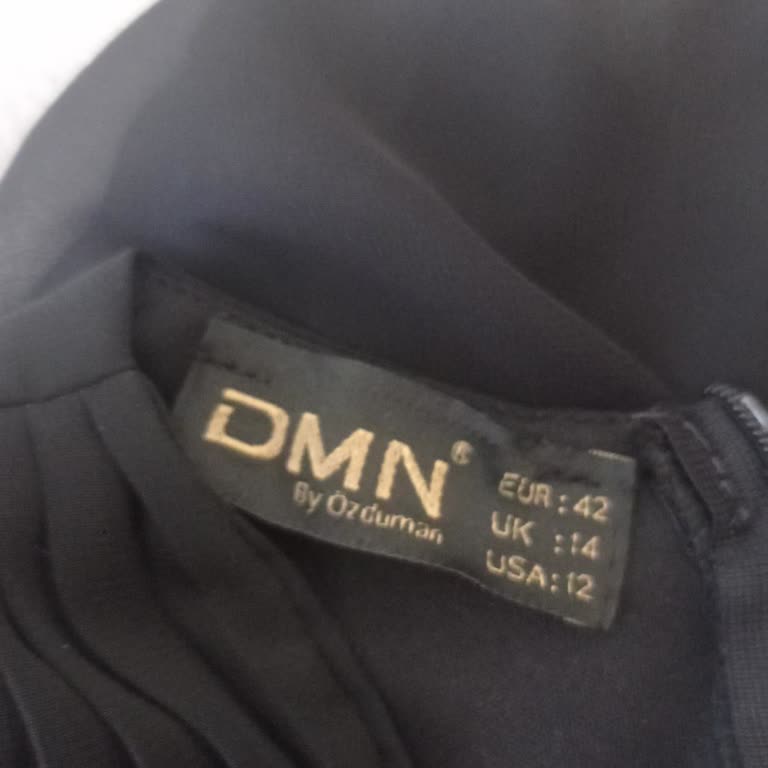 DMN®
By Özduman
EUR : 42
UK : 14
USA : 12